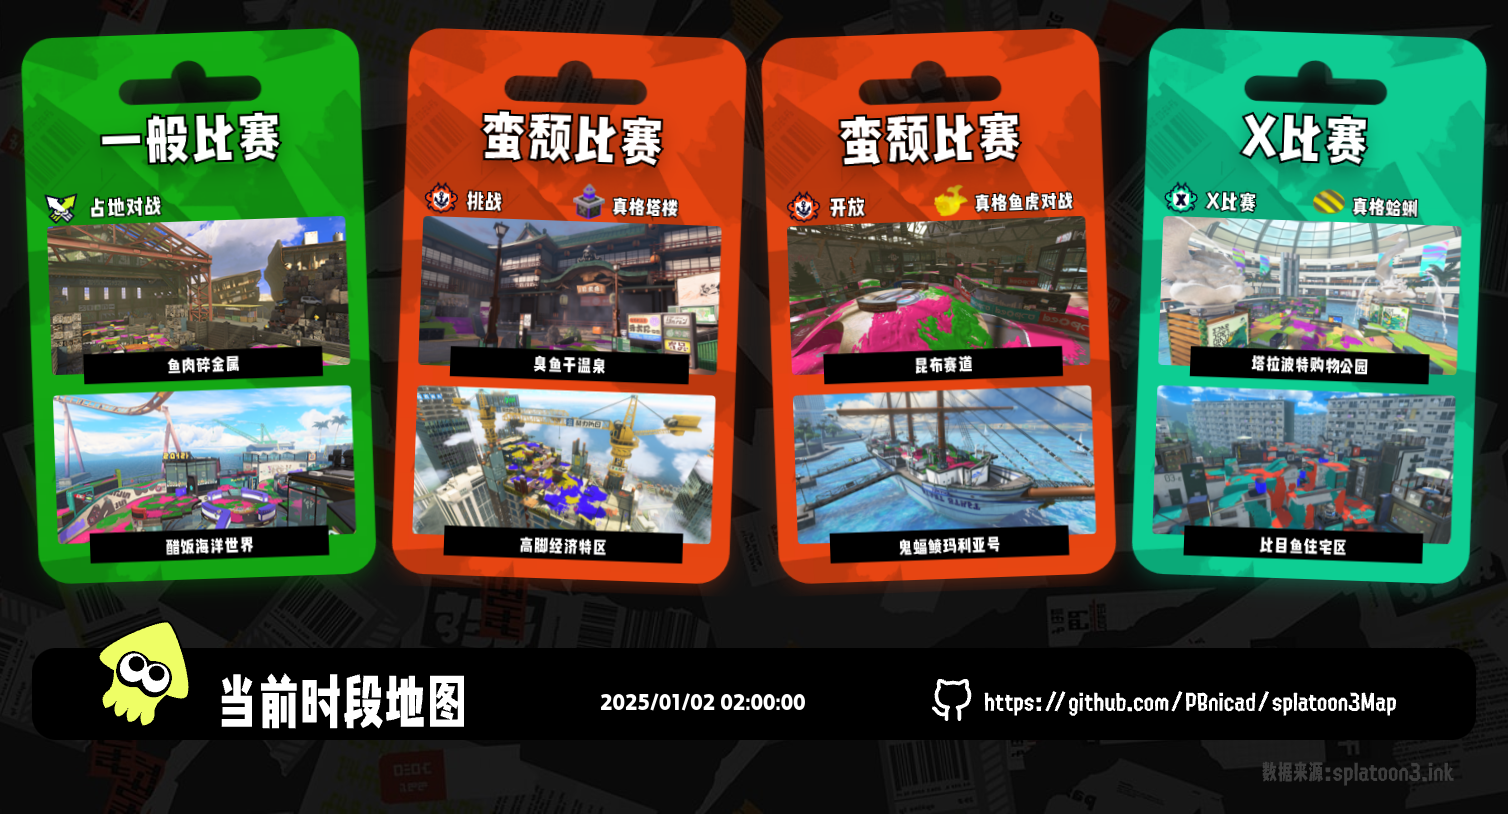 一般比赛
占地对战
鱼肉碎金属
醋饭海洋世界
蛮颓比赛
挑战
真格塔楼
臭鱼干温泉
高脚经济特区
蛮颓比赛
开放
真格鱼虎对战
昆布赛道
鬼蝠鲼玛利亚号
X比赛
X比赛
真格蛤蜊
塔拉波特购物公园
比目鱼住宅区
当前时段地图
2025/01/02 02:00:00
https://github.com/PBnicad/splatoon3Map
数据来源:splatoon3.ink